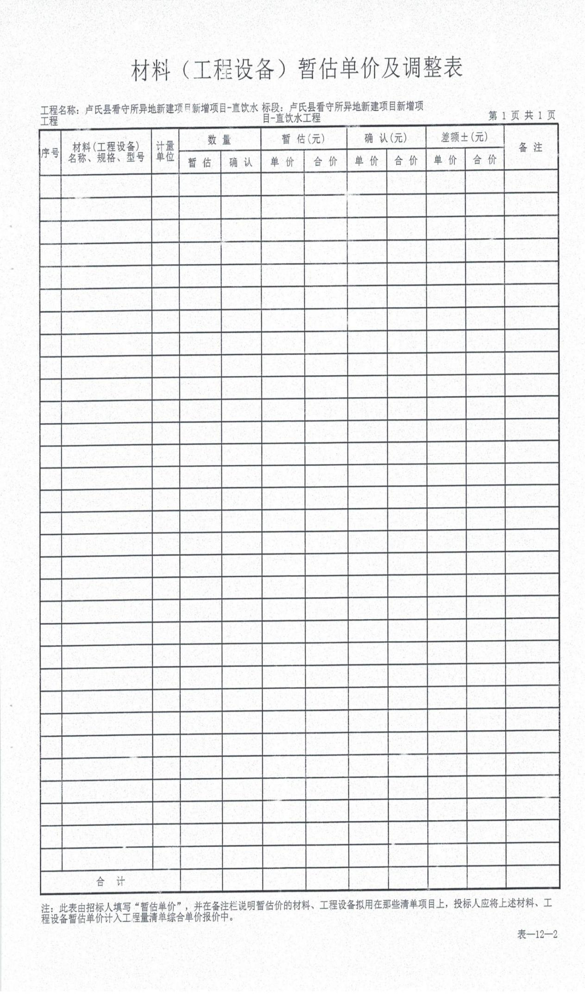 材料（工程设备）暂估单价及调整表
工程名称：卢氏县看守所异地新建项目新增项目-直饮水
工程
标段：卢氏县看守所异地新建项目新增项
目-直饮水工程
第 1 页 共 1 页
序号
材料(工程设备)
名称、规格、型号
计量
单位
数 量
暂 估(元)
确 认(元)
差额±(元)
备 注
暂 估
确 认
单 价
合 价
单 价
合 价
单 价
合 价
合 计
注：此表由招标人填写“暂估单价”，并在备注栏说明暂估价的材料、工程设备拟用在那些清单项目上，投标人应将上述材料、工
程设备暂估单价计入工程量清单综合单价报价中。
表—12—2